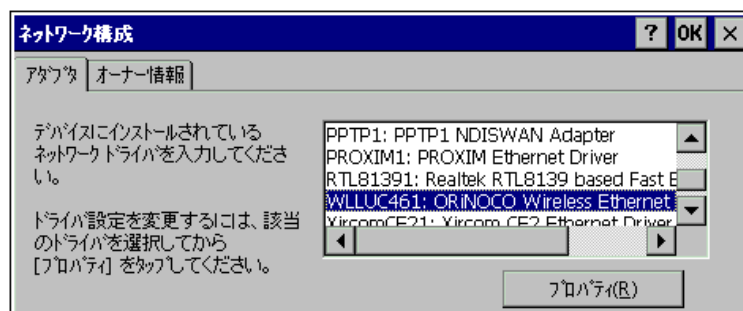 ネットワーク構成 ? OK ×
アダプタ オーナー情報
デバイスにインストールされている
ネットワーク ドライバを入力してくださ
い。
ドライバ設定を変更するには、該当
のドライバを選択してから
[プロパティ] をタップしてください。
PPTP1: PPTP1 NDISWAN Adapter
PROXIM1: PROXIM Ethernet Driver
RTL81391: Realtek RTL8139 based Fast E
WLLUC461: ORiNOCO Wireless Ethernet
XircomCE21: Xircom CE2 Ethernet Driver
プロパティ(R)